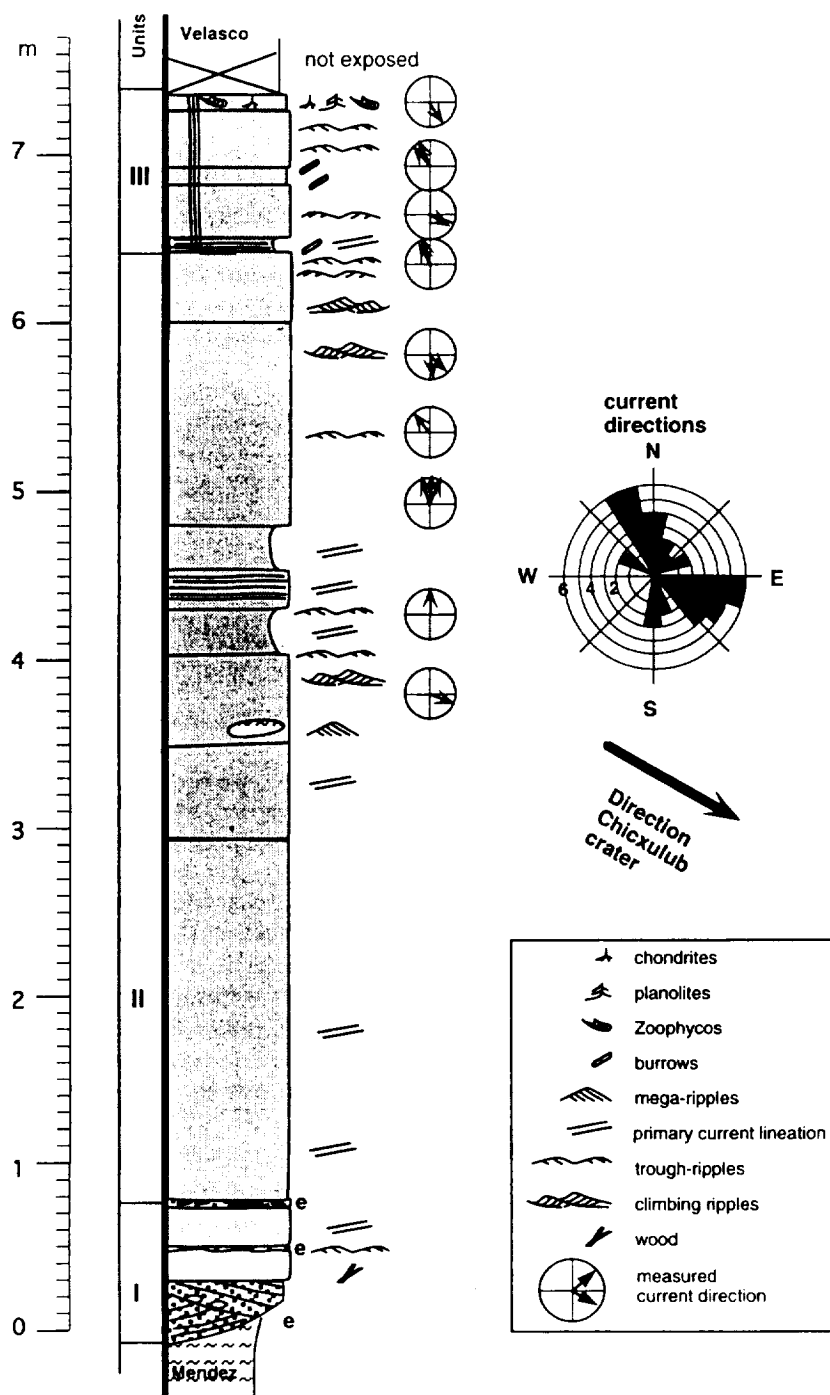 m
Units
Velasco
not exposed
7
6
5
4
3
2
1
0
III
II
I
e
e
e
Mendez
current
directions
N
W
E
S
6 4 2
Direction
Chicxulub
crater
chondrites
planolites
Zoophycos
burrows
mega-ripples
primary current lineation
trough-ripples
climbing ripples
wood
measured
current direction